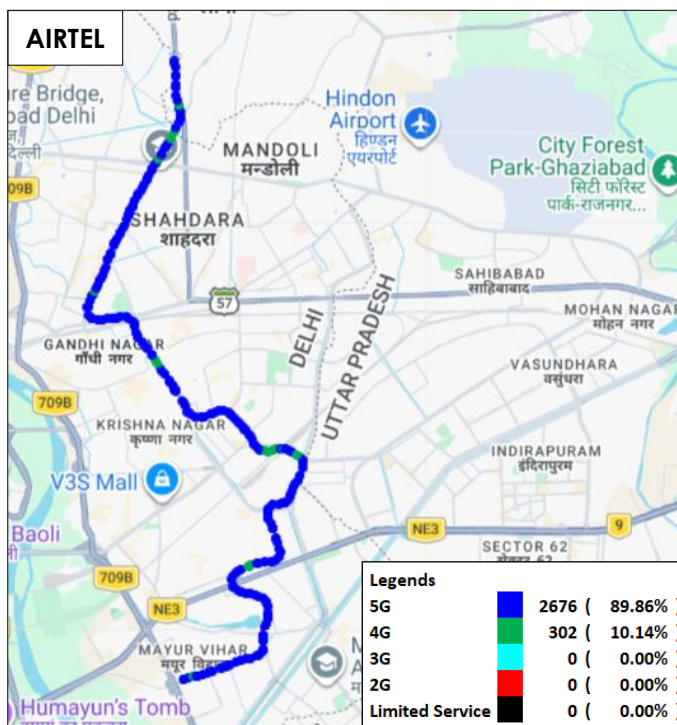 AIRTEL
ure Bridge,
bad Delhi
दिल्ली
709B
Hindon
Airport
हिण्डन
एयरपोर्ट
MANDOLI
मन्डोली
City Forest
Park-Ghaziabad
सिटी फॉरेस्ट
पार्क-राजनगर...
SHAHDARA
शाहदरा
57
SAHIBABAD
साहिबाबाद
MOHAN NAGAR
मोहन नगर
DELHI
UTTAR PRADESH
GANDHI NAGAR
गाँधी नगर
VASUNDHARA
वसुंधरा
709B
KRISHNA NAGAR
कृष्णा नगर
INDIRAPURAM
इंदिरापुरम
V3S Mall
Baoli
NE3
9
SECTOR 62
709B
NE3
MAYUR VIHAR
मयूर विहार
Humayun's Tomb
Legends
5G 2676 ( 89.86% )
4G 302 ( 10.14% )
3G 0 ( 0.00% )
2G 0 ( 0.00% )
Limited Service 0 ( 0.00% )